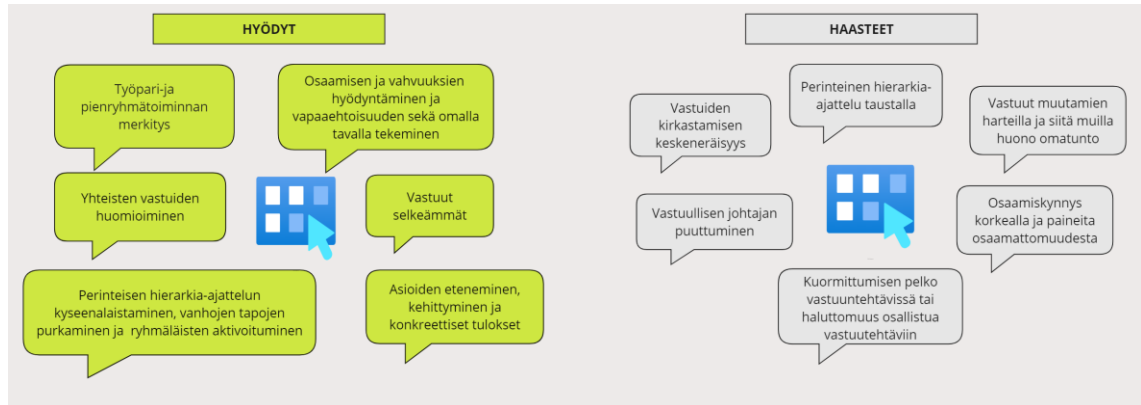 HYÖDYT
Työpari-ja
pienryhmätoiminnan
merkitys
Osaamisen ja vahvuuksien
hyödyntäminen ja
vapaaehtoisuuden sekä omalla
tavalla tekeminen
Yhteisten vastuiden
huomioiminen
Vastuut
selkeämmät
Perinteisen hierarkia-ajattelun
kyseenalaistaminen, vanhojen tapojen
purkaminen ja ryhmäläisten aktivoituminen
Asioiden eteneminen,
kehittyminen ja
konkreettiset tulokset
HAASTEET
Vastuiden
kirkastamisen
keskeneräisyys
Perinteinen hierarkia-
ajattelu taustalla
Vastuut muutamien
harteilla ja siitä muilla
huono omatunto
Vastuullisen johtajan
puuttuminen
Osaamiskynnys
korkealla ja paineita
osaamattomuudesta
Kuormittumisen pelko
vastuuntehtävissä tai
haluttomuus osallistua
vastuutehtäviin